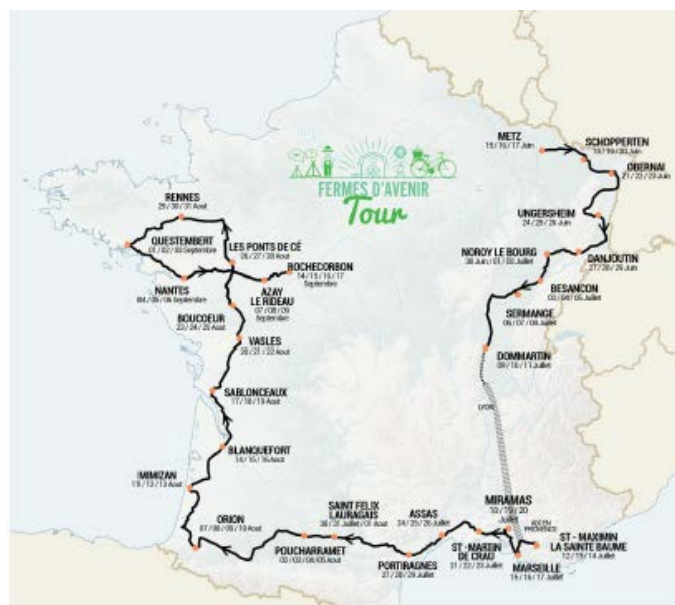 FERMES D'AVENIR
Tour
METZ
15/16/17 Juin
SCHOPPERTEN
18/19/20 Juin
OBERNAI
21/22/23 Juin
UNGERSHEIM
24/25/26 Juin
DANJOUTIN
27/28/29 Juin
NOROY LE BOURG
30 Juin/01/02 Juillet
BESANCON
03/04/05 Juillet
SERMANGE
06/07/08 Juillet
DOMMARTIN
09/10/11 Juillet
LYON
AIX EN
PROVENCE
ST - MAXIMIN
LA SAINTE BAUME
12/13/14 Juillet
MARSEILLE
15/16/17 Juillet
MIRAMAS
18/19/20
Juillet
ST -MARTIN
DE CRAU
21/22/23 Juillet
ASSAS
24/25/26 Juillet
PORTIRAGNES
27/28/29 Juillet
SAINT FELIX
LAURAGAIS
30/31 Juillet/01 Aout
POUCHARRAMET
02/03/04/05 Aout
ORION
07/08/09/10 Aout
MIMIZAN
BLANQUEFORT
14/15/16 Aout
SABLONCEAUX
17/18/19 Aout
VASLES
20/21/22 Aout
BOUCOEUR
23/24/25 Aout
LES PONTS DE CÉ
26/27/28 Aout
RENNES
29/30/31 Aout
QUESTEMBERT
01/02/03 Septembre
NANTES
04/05/06 Septembre
AZAY
LE RIDEAU
07/08/09
Septembre
ROCHECORBON
14/15/16/17
Septembre